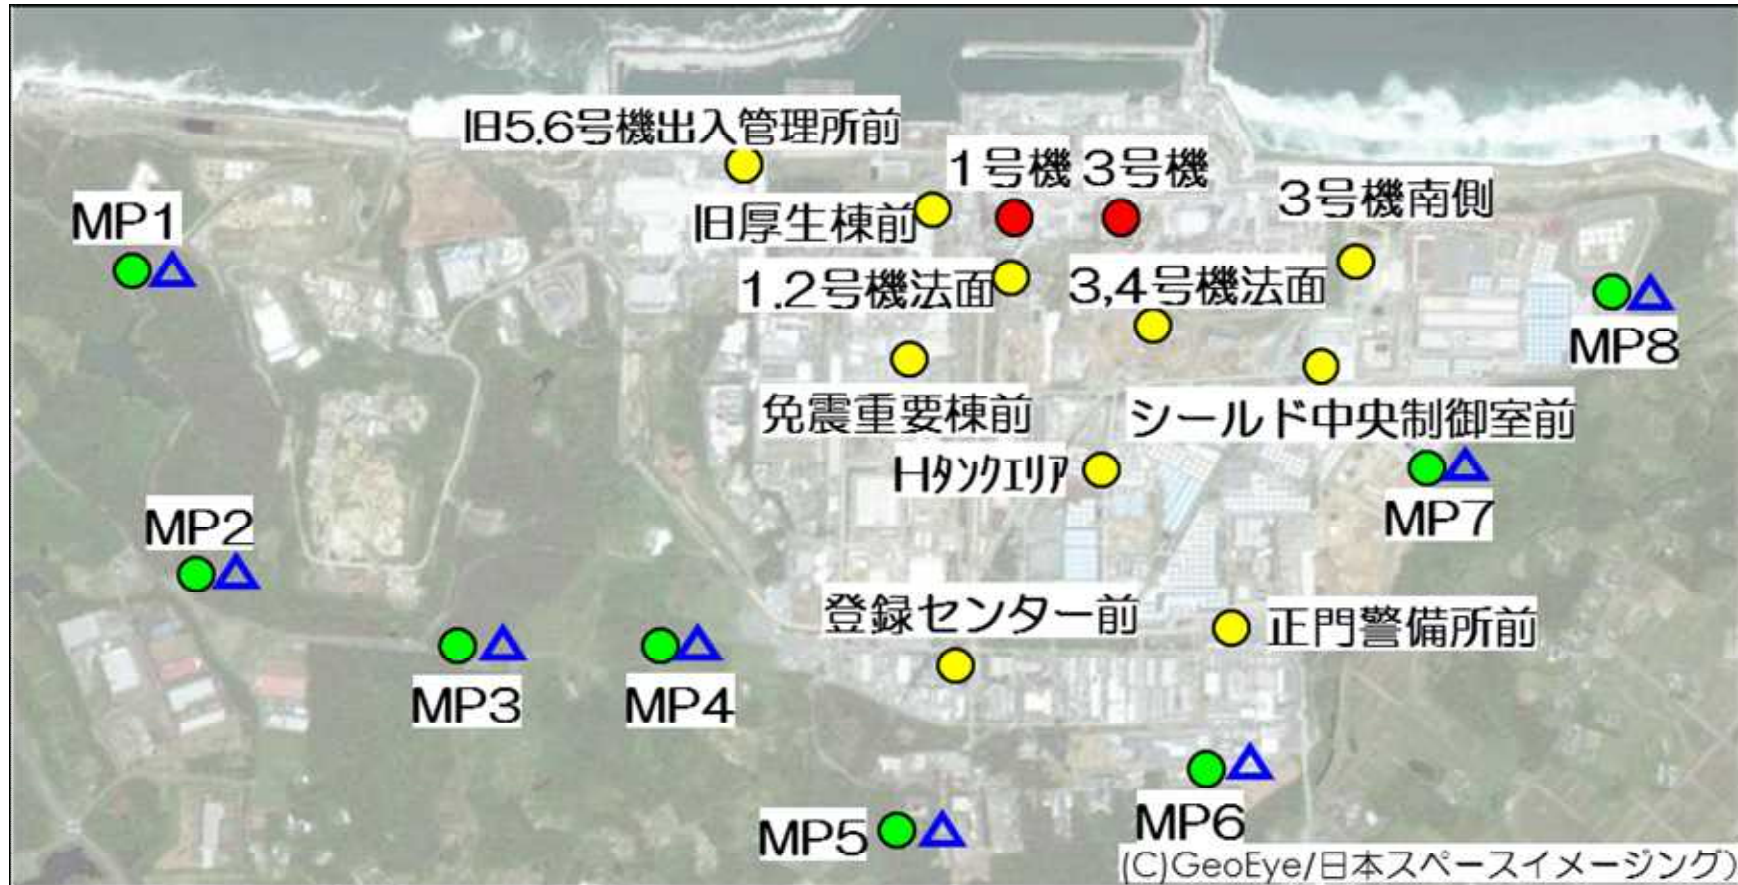 旧5.6号機出入管理所前
1号機
3号機
3号機南側
MP1
旧厚生棟前
1.2号機法面
3,4号機法面
MP8
免震重要棟前
シールド中央制御室前
Hﾀﾝｸｴﾘｱ
MP7
MP2
登録センター前
正門警備所前
MP3
MP4
MP5
MP6
(C)GeoEye/日本スペースイメージング)